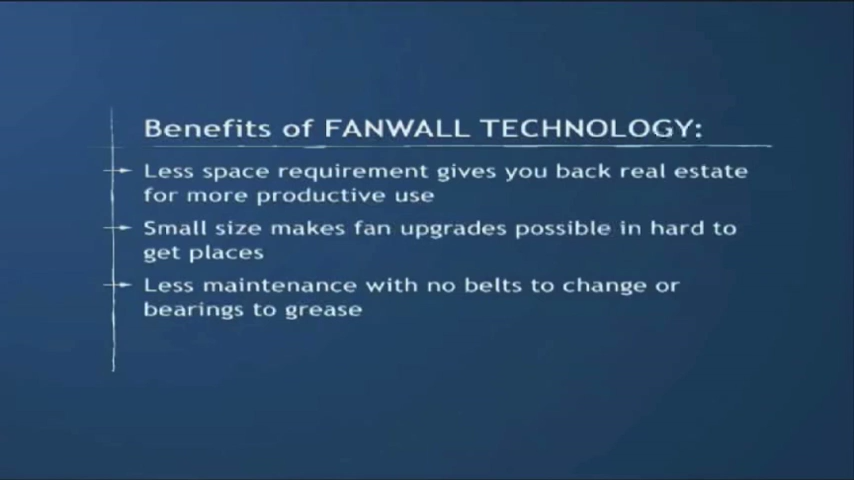 Benefits of FANWALL TECHNOLOGY:
Less space requirement gives you back real estate
for more productive use
Small size makes fan upgrades possible in hard to
get places
Less maintenance with no belts to change or
bearings to grease